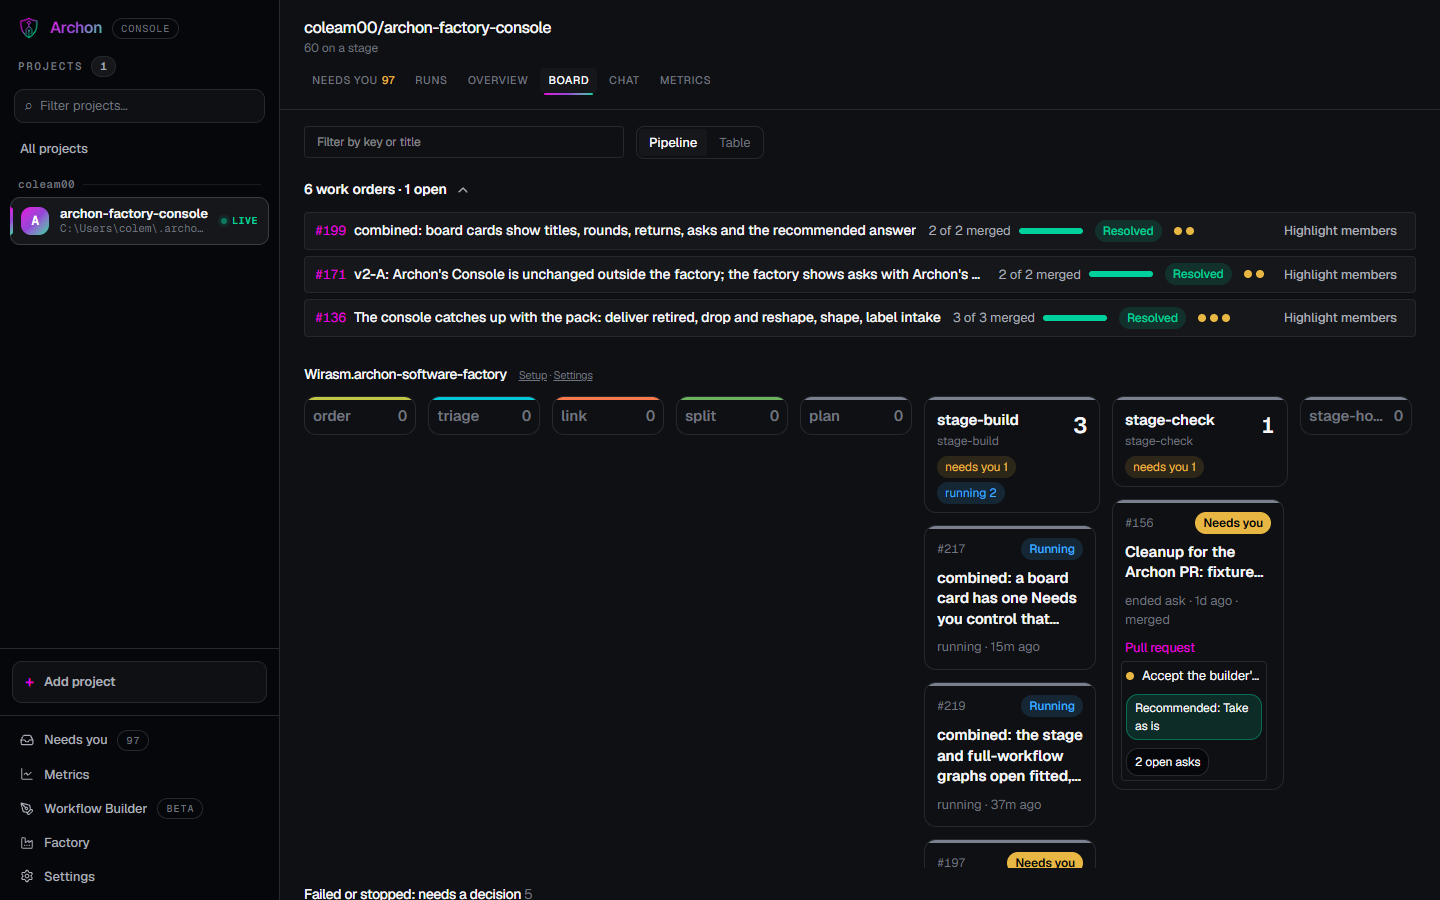 Archon CONSOLE
PROJECTS 1
Filter projects...
All projects
coleam00
A archon-factory-console LIVE
C:\Users\colem\.archo…
+ Add project
Needs you 97
Metrics
Workflow Builder BETA
Factory
Settings
coleam00/archon-factory-console
60 on a stage
NEEDS YOU 97 RUNS OVERVIEW BOARD CHAT METRICS
Filter by key or title Pipeline Table
6 work orders · 1 open
#199 combined: board cards show titles, rounds, returns, asks and the recommended answer 2 of 2 merged Resolved Highlight members
#171 v2-A: Archon's Console is unchanged outside the factory; the factory shows asks with Archon's … 2 of 2 merged Resolved Highlight members
#136 The console catches up with the pack: deliver retired, drop and reshape, shape, label intake 3 of 3 merged Resolved Highlight members
Wirasm.archon-software-factory Setup · Settings
order 0
triage 0
link 0
split 0
plan 0
stage-build 3
stage-build
needs you 1
running 2
#217 Running
combined: a board
card has one Needs
you control that…
running · 15m ago
#219 Running
combined: the stage
and full-workflow
graphs open fitted,…
running · 37m ago
#197 Needs you
stage-check 1
stage-check
needs you 1
#156 Needs you
Cleanup for the
Archon PR: fixture…
ended ask · 1d ago ·
merged
Pull request
Accept the builder'…
Recommended: Take
as is
2 open asks
stage-ho… 0
Failed or stopped: needs a decision 5